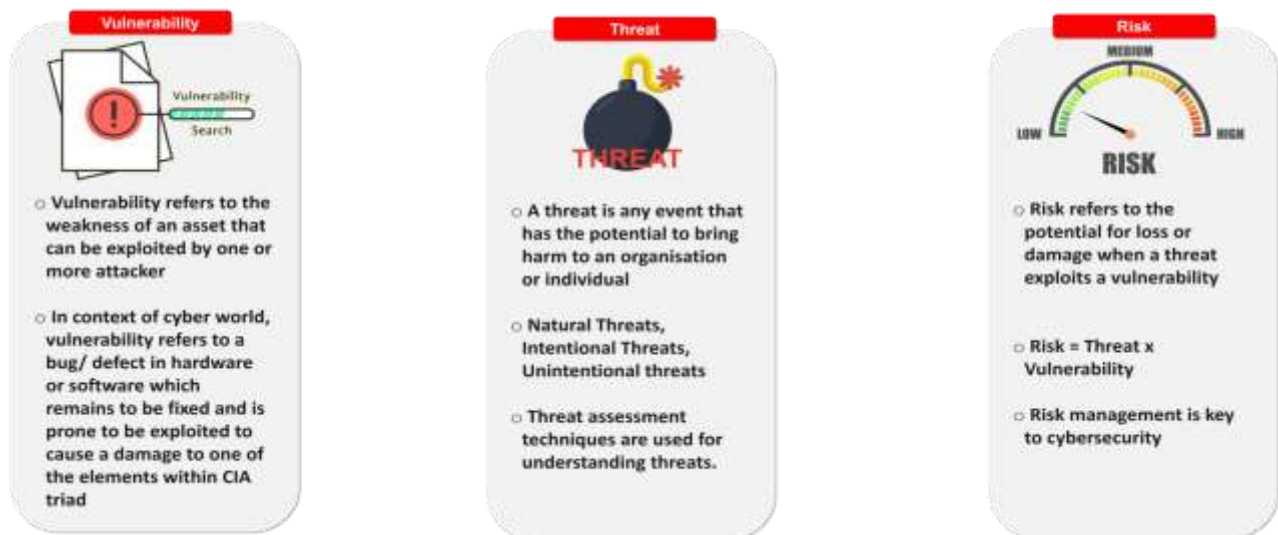 Vulnerability
Vulnerability
Search
○ Vulnerability refers to the
weakness of an asset that
can be exploited by one or
more attacker
○ In context of cyber world,
vulnerability refers to a
bug/ defect in hardware
or software which
remains to be fixed and is
prone to be exploited to
cause a damage to one of
the elements within CIA
triad
Threat
THREAT
○ A threat is any event that
has the potential to bring
harm to an organisation
or individual
○ Natural Threats,
Intentional Threats,
Unintentional threats
○ Threat assessment
techniques are used for
understanding threats.
Risk
MEDIUM
LOW
HIGH
RISK
○ Risk refers to the
potential for loss or
damage when a threat
exploits a vulnerability
○ Risk = Threat x
Vulnerability
○ Risk management is key
to cybersecurity